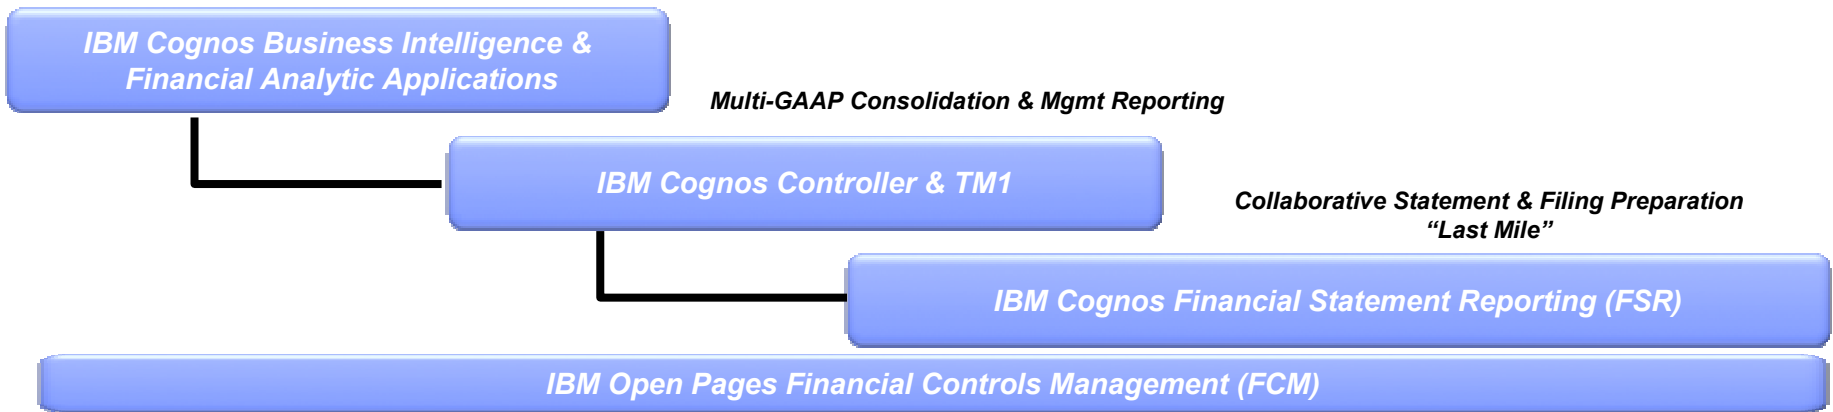 IBM Cognos Business Intelligence &
Financial Analytic Applications
Multi-GAAP Consolidation & Mgmt Reporting
IBM Cognos Controller & TM1
Collaborative Statement & Filing Preparation
“Last Mile”
IBM Cognos Financial Statement Reporting (FSR)
IBM Open Pages Financial Controls Management (FCM)